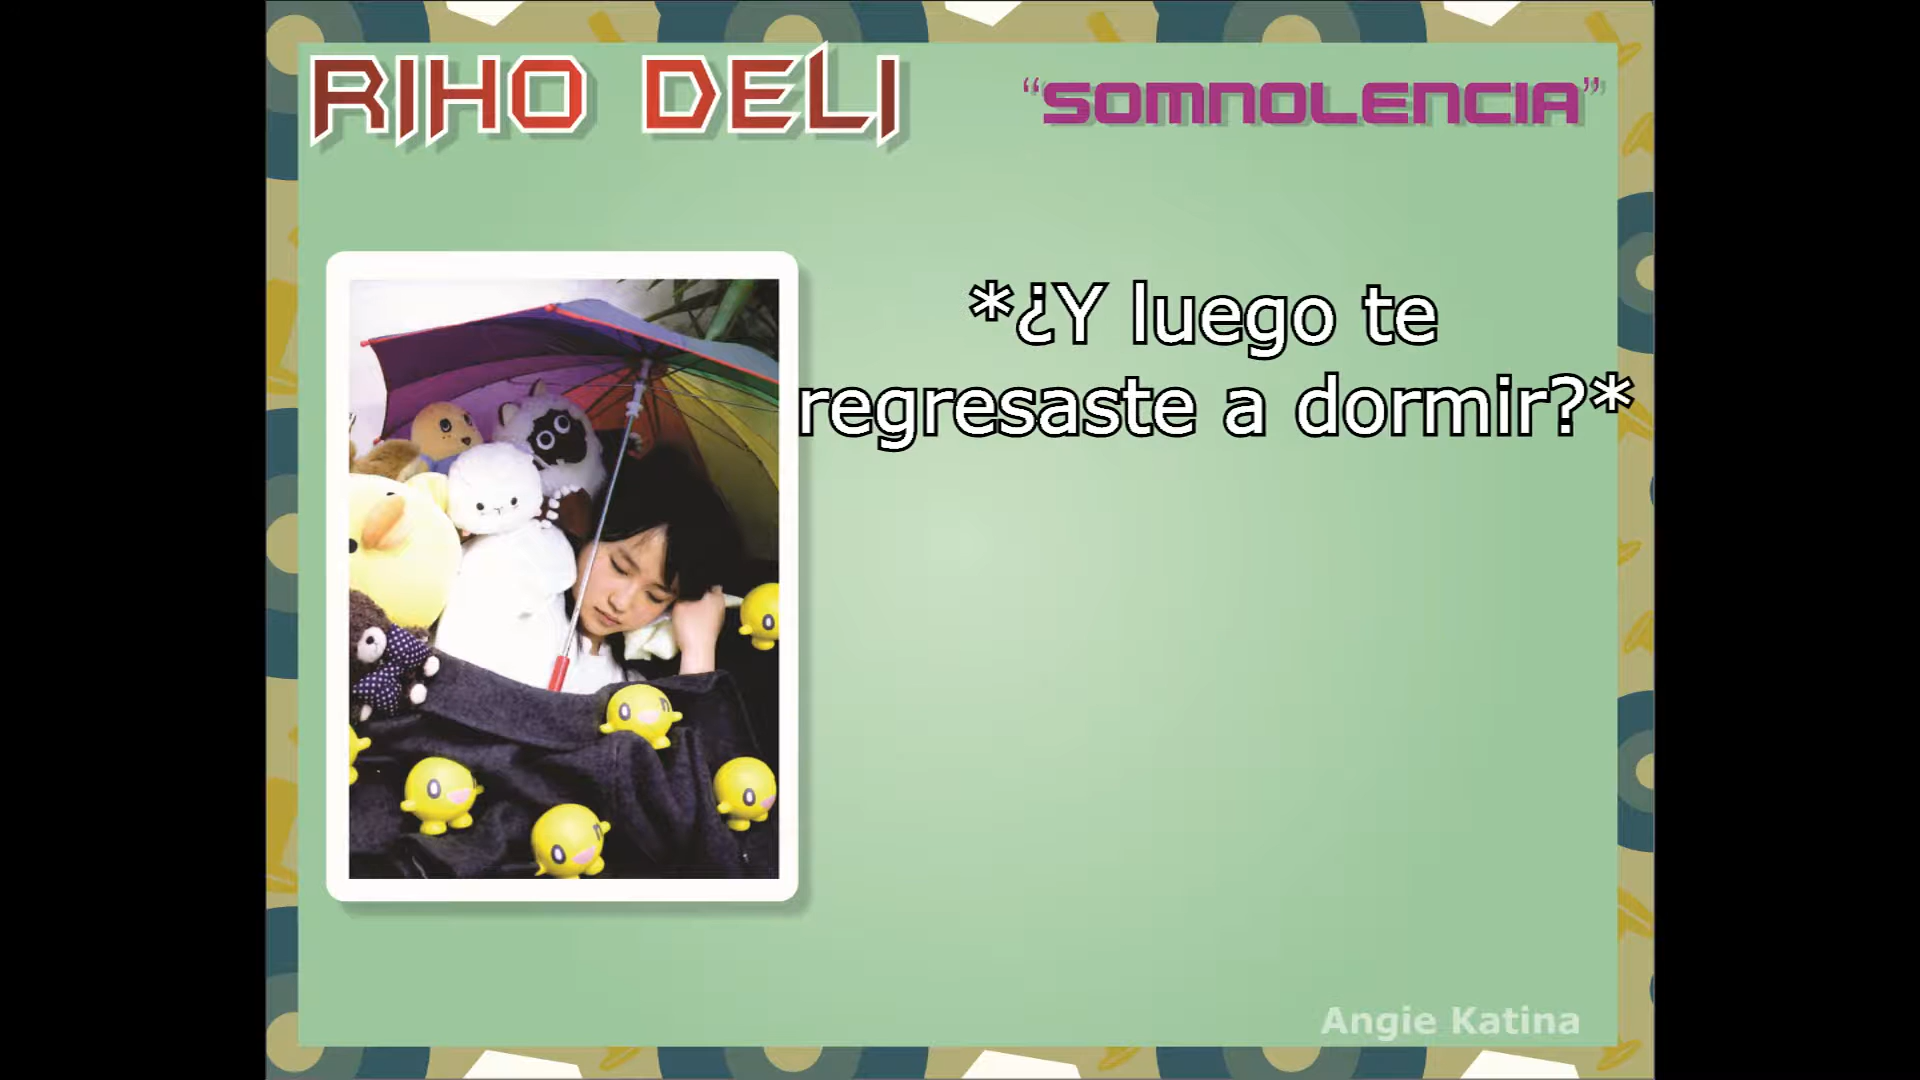 RIHO DELI
“SOMNOLENCIA”
*¿Y luego te
regresaste a dormir?*
Angie Katina